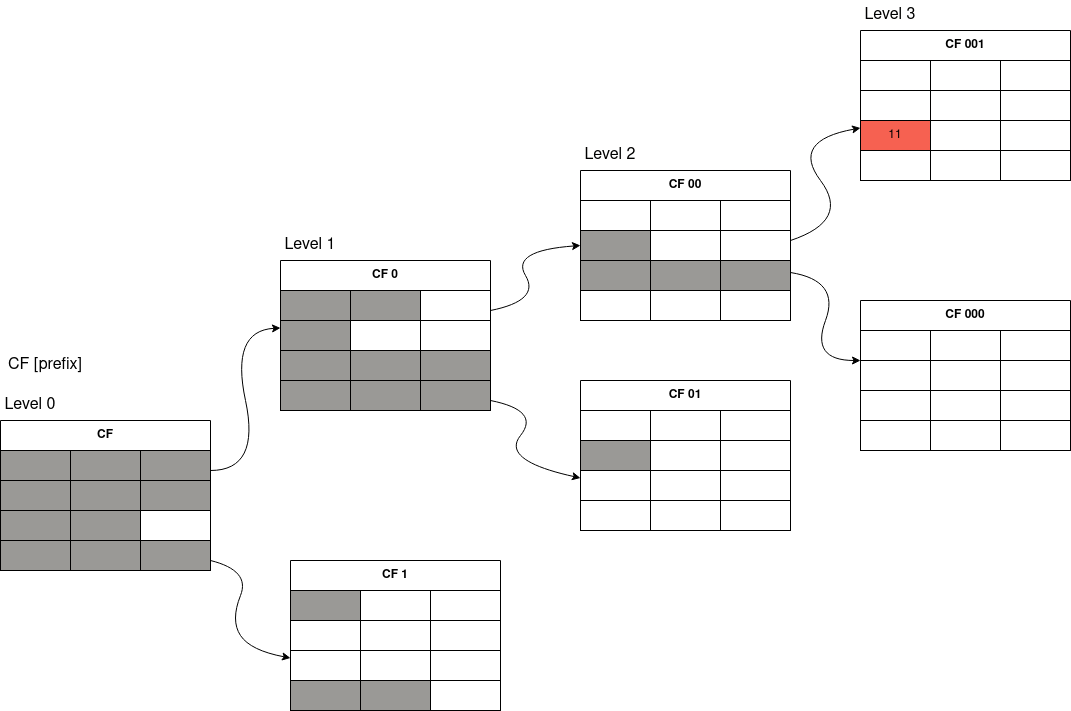 Level 3
CF 001
11
Level 2
CF 00
Level 1
CF 0
CF 000
CF [prefix]
Level 0
CF
CF 01
CF 1